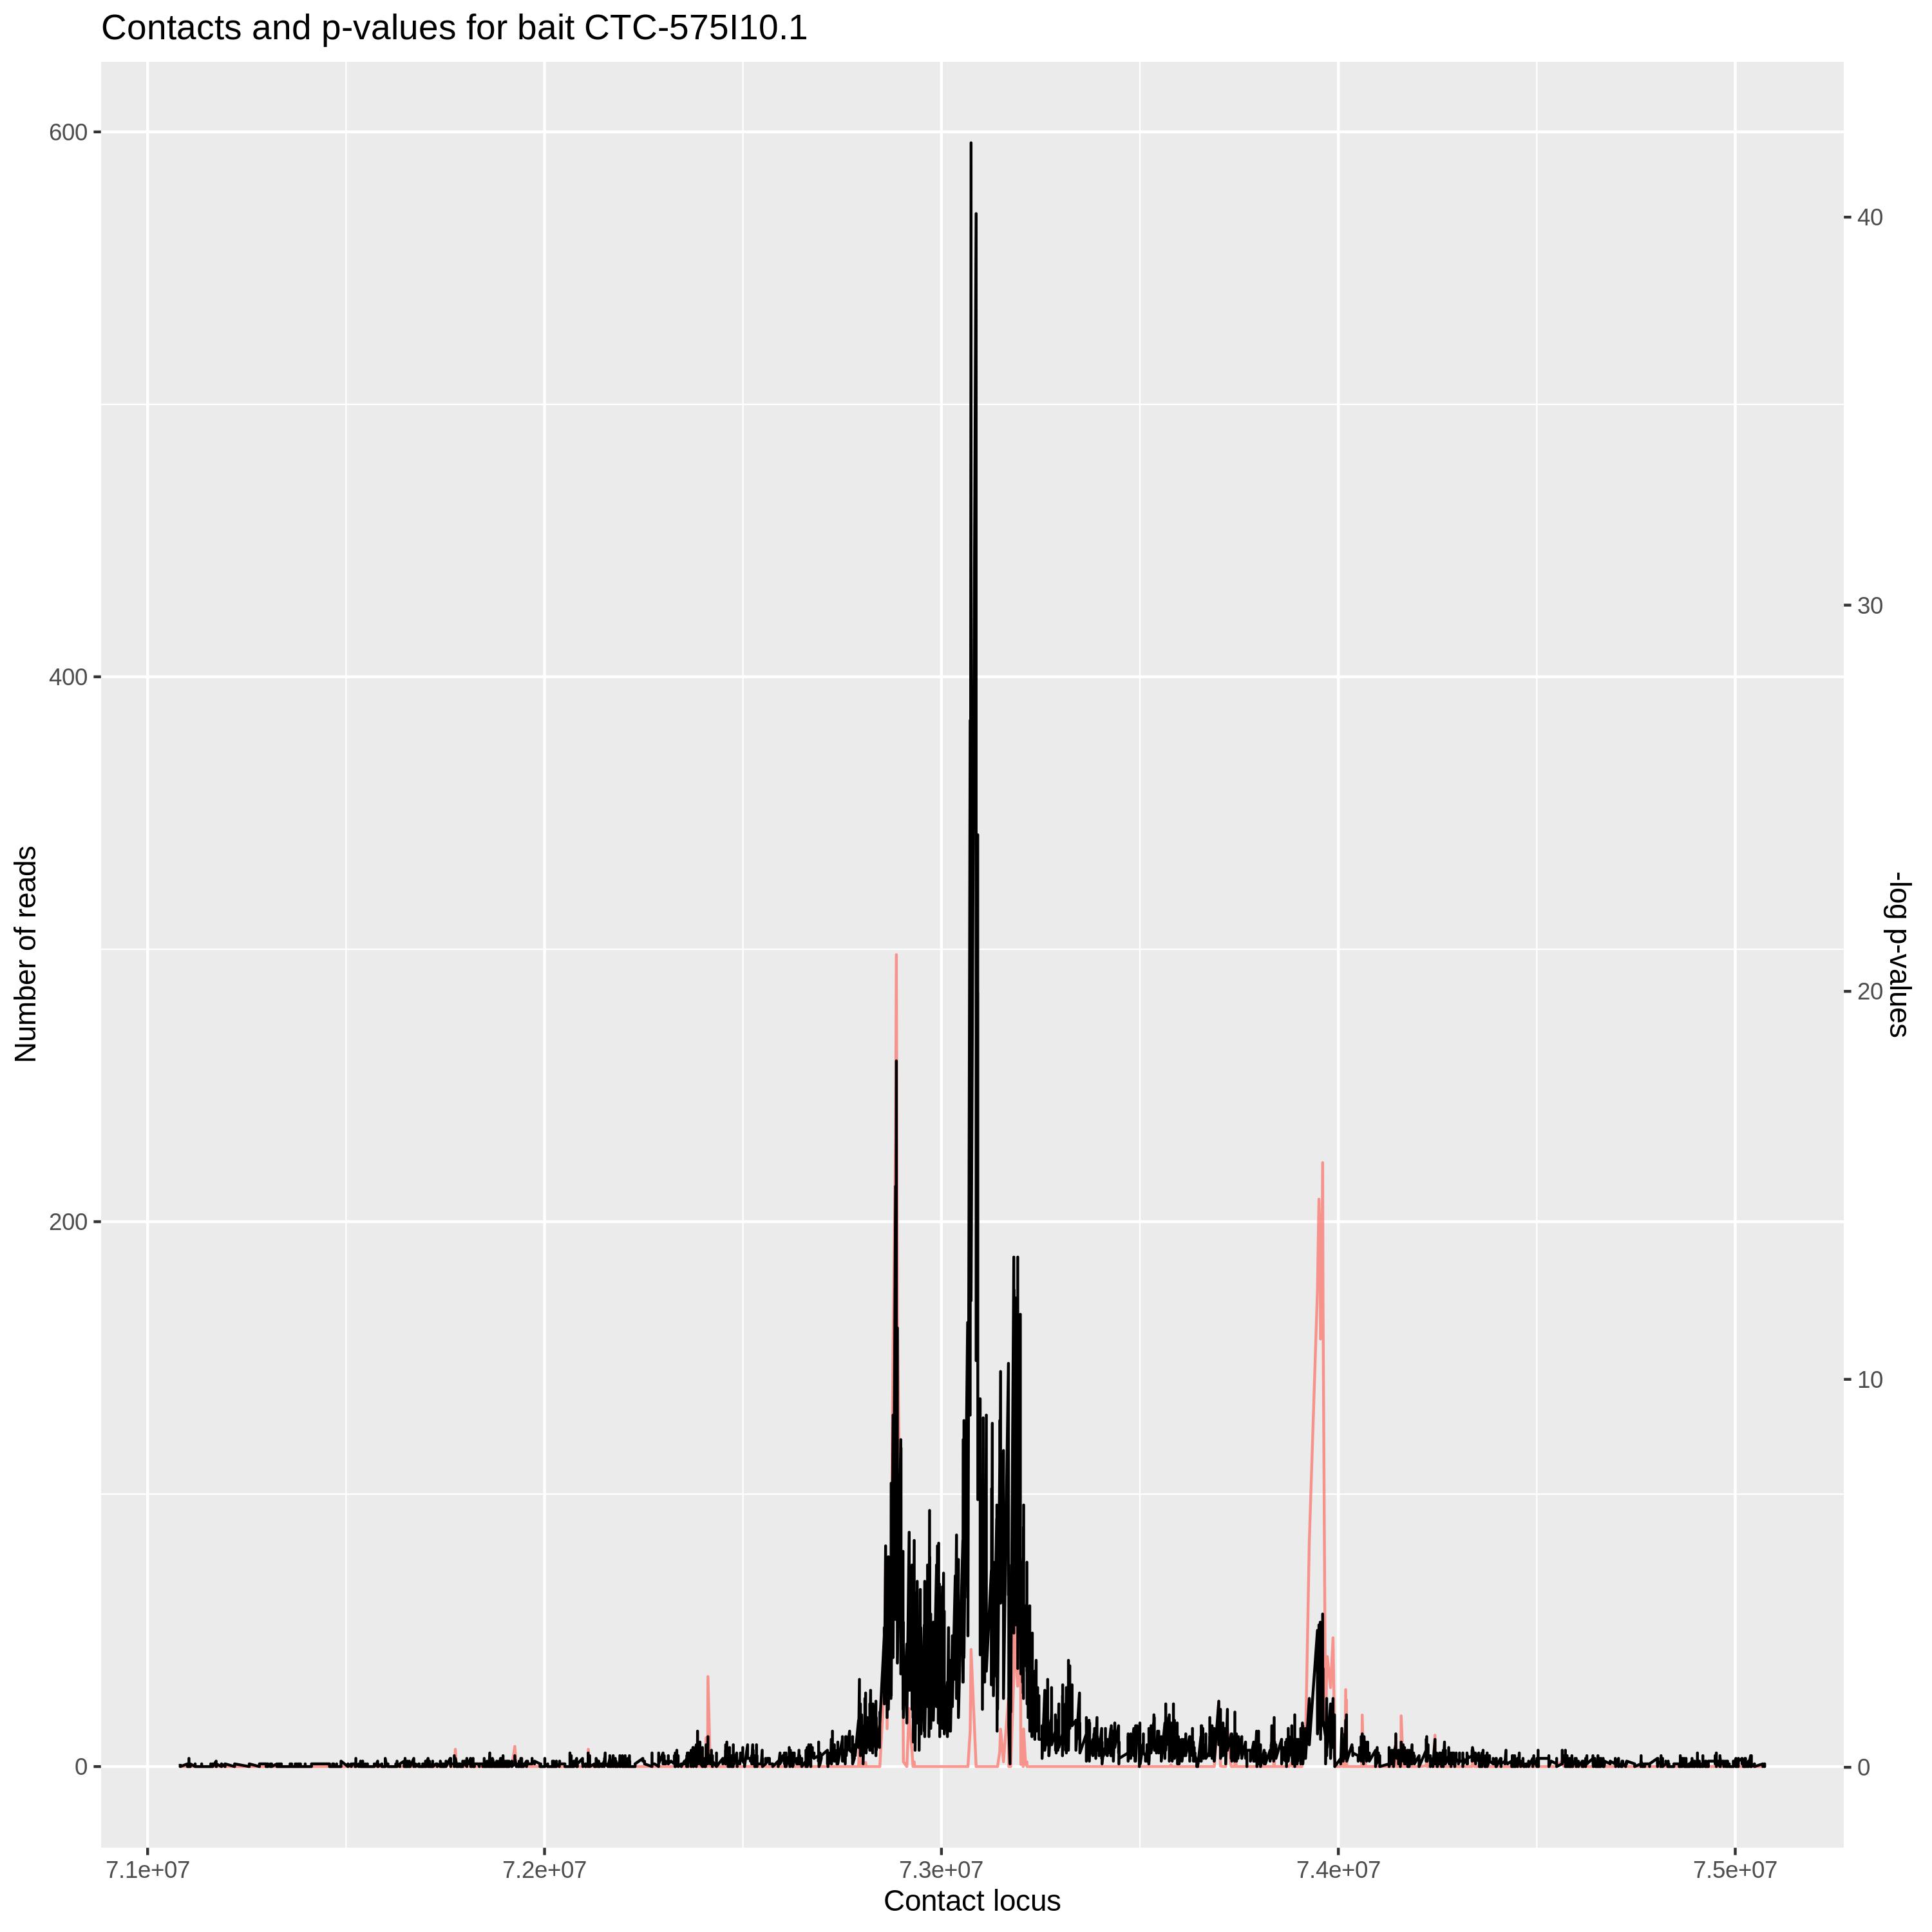 Contacts and p-values for bait CTC-575I10.1
600
400
200
0
Number of reads
40
30
20
10
0
-log p-values
7.1e+07 7.2e+07 7.3e+07 7.4e+07 7.5e+07
Contact locus